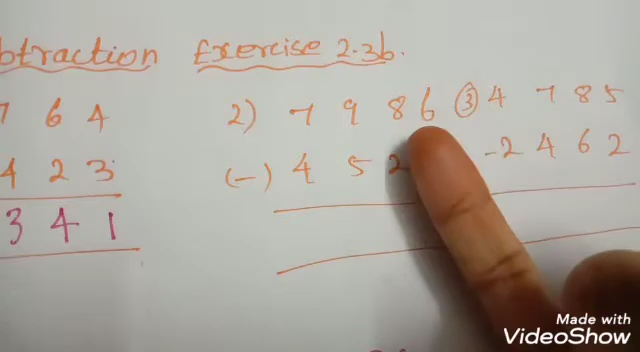 btraction Exercise 2.3b.
7 6 4 2) 7 9 8 6 ③ 4 7 8 5
4 2 3 (-) 4 5 2 -2 4 6 2
3 4 1
Made with
VideoShow